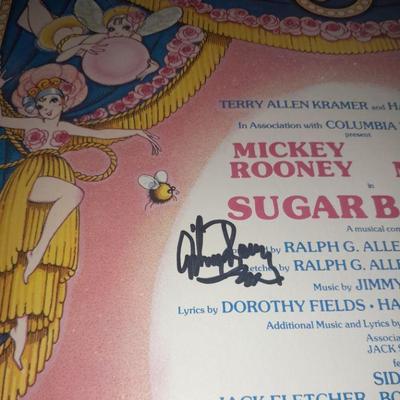 TERRY ALLEN KRAMER and HA
In Association with COLUMBIA
present
MICKEY
ROONEY
in
SUGAR B
A musical com
by RALPH G. ALLE
by RALPH G. ALLE
Music by JIMMY
Lyrics by DOROTHY FIELDS • HA
Additional Music and Lyrics by
Associa
JACK S
fe
SID
JACK FLETCHER BO